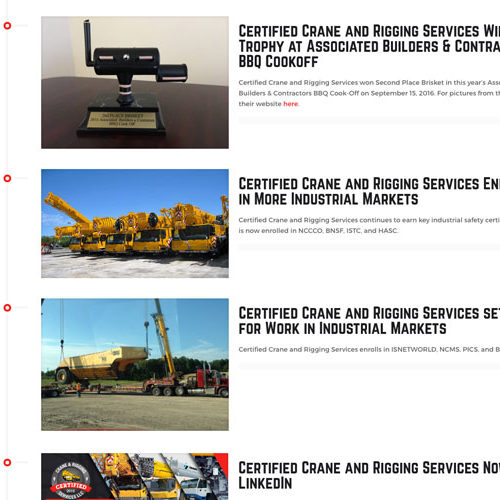 Certified Crane and Rigging Services Wi
Trophy at Associated Builders & Contra
BBQ Cookoff
Certified Crane and Rigging Services won Second Place Brisket in this year's Ass
Builders & Contractors BBQ Cook-Off on September 15, 2016. For pictures from th
their website here.
2nd PLACE BRISKET
Certified Crane and Rigging Services En
in More Industrial Markets
Certified Crane and Rigging Services continues to earn key industrial safety certi
is now enrolled in NCCCO, BNSF, ISTC, and HASC.
Certified Crane and Rigging Services set
for Work in Industrial Markets
Certified Crane and Rigging Services enrolls in ISNETWORLD, NCMS, PICS, and B
CRANE & RIGGING
CERTIFIED
SERVICES LLC
Certified Crane and Rigging Services Now
LinkedIn